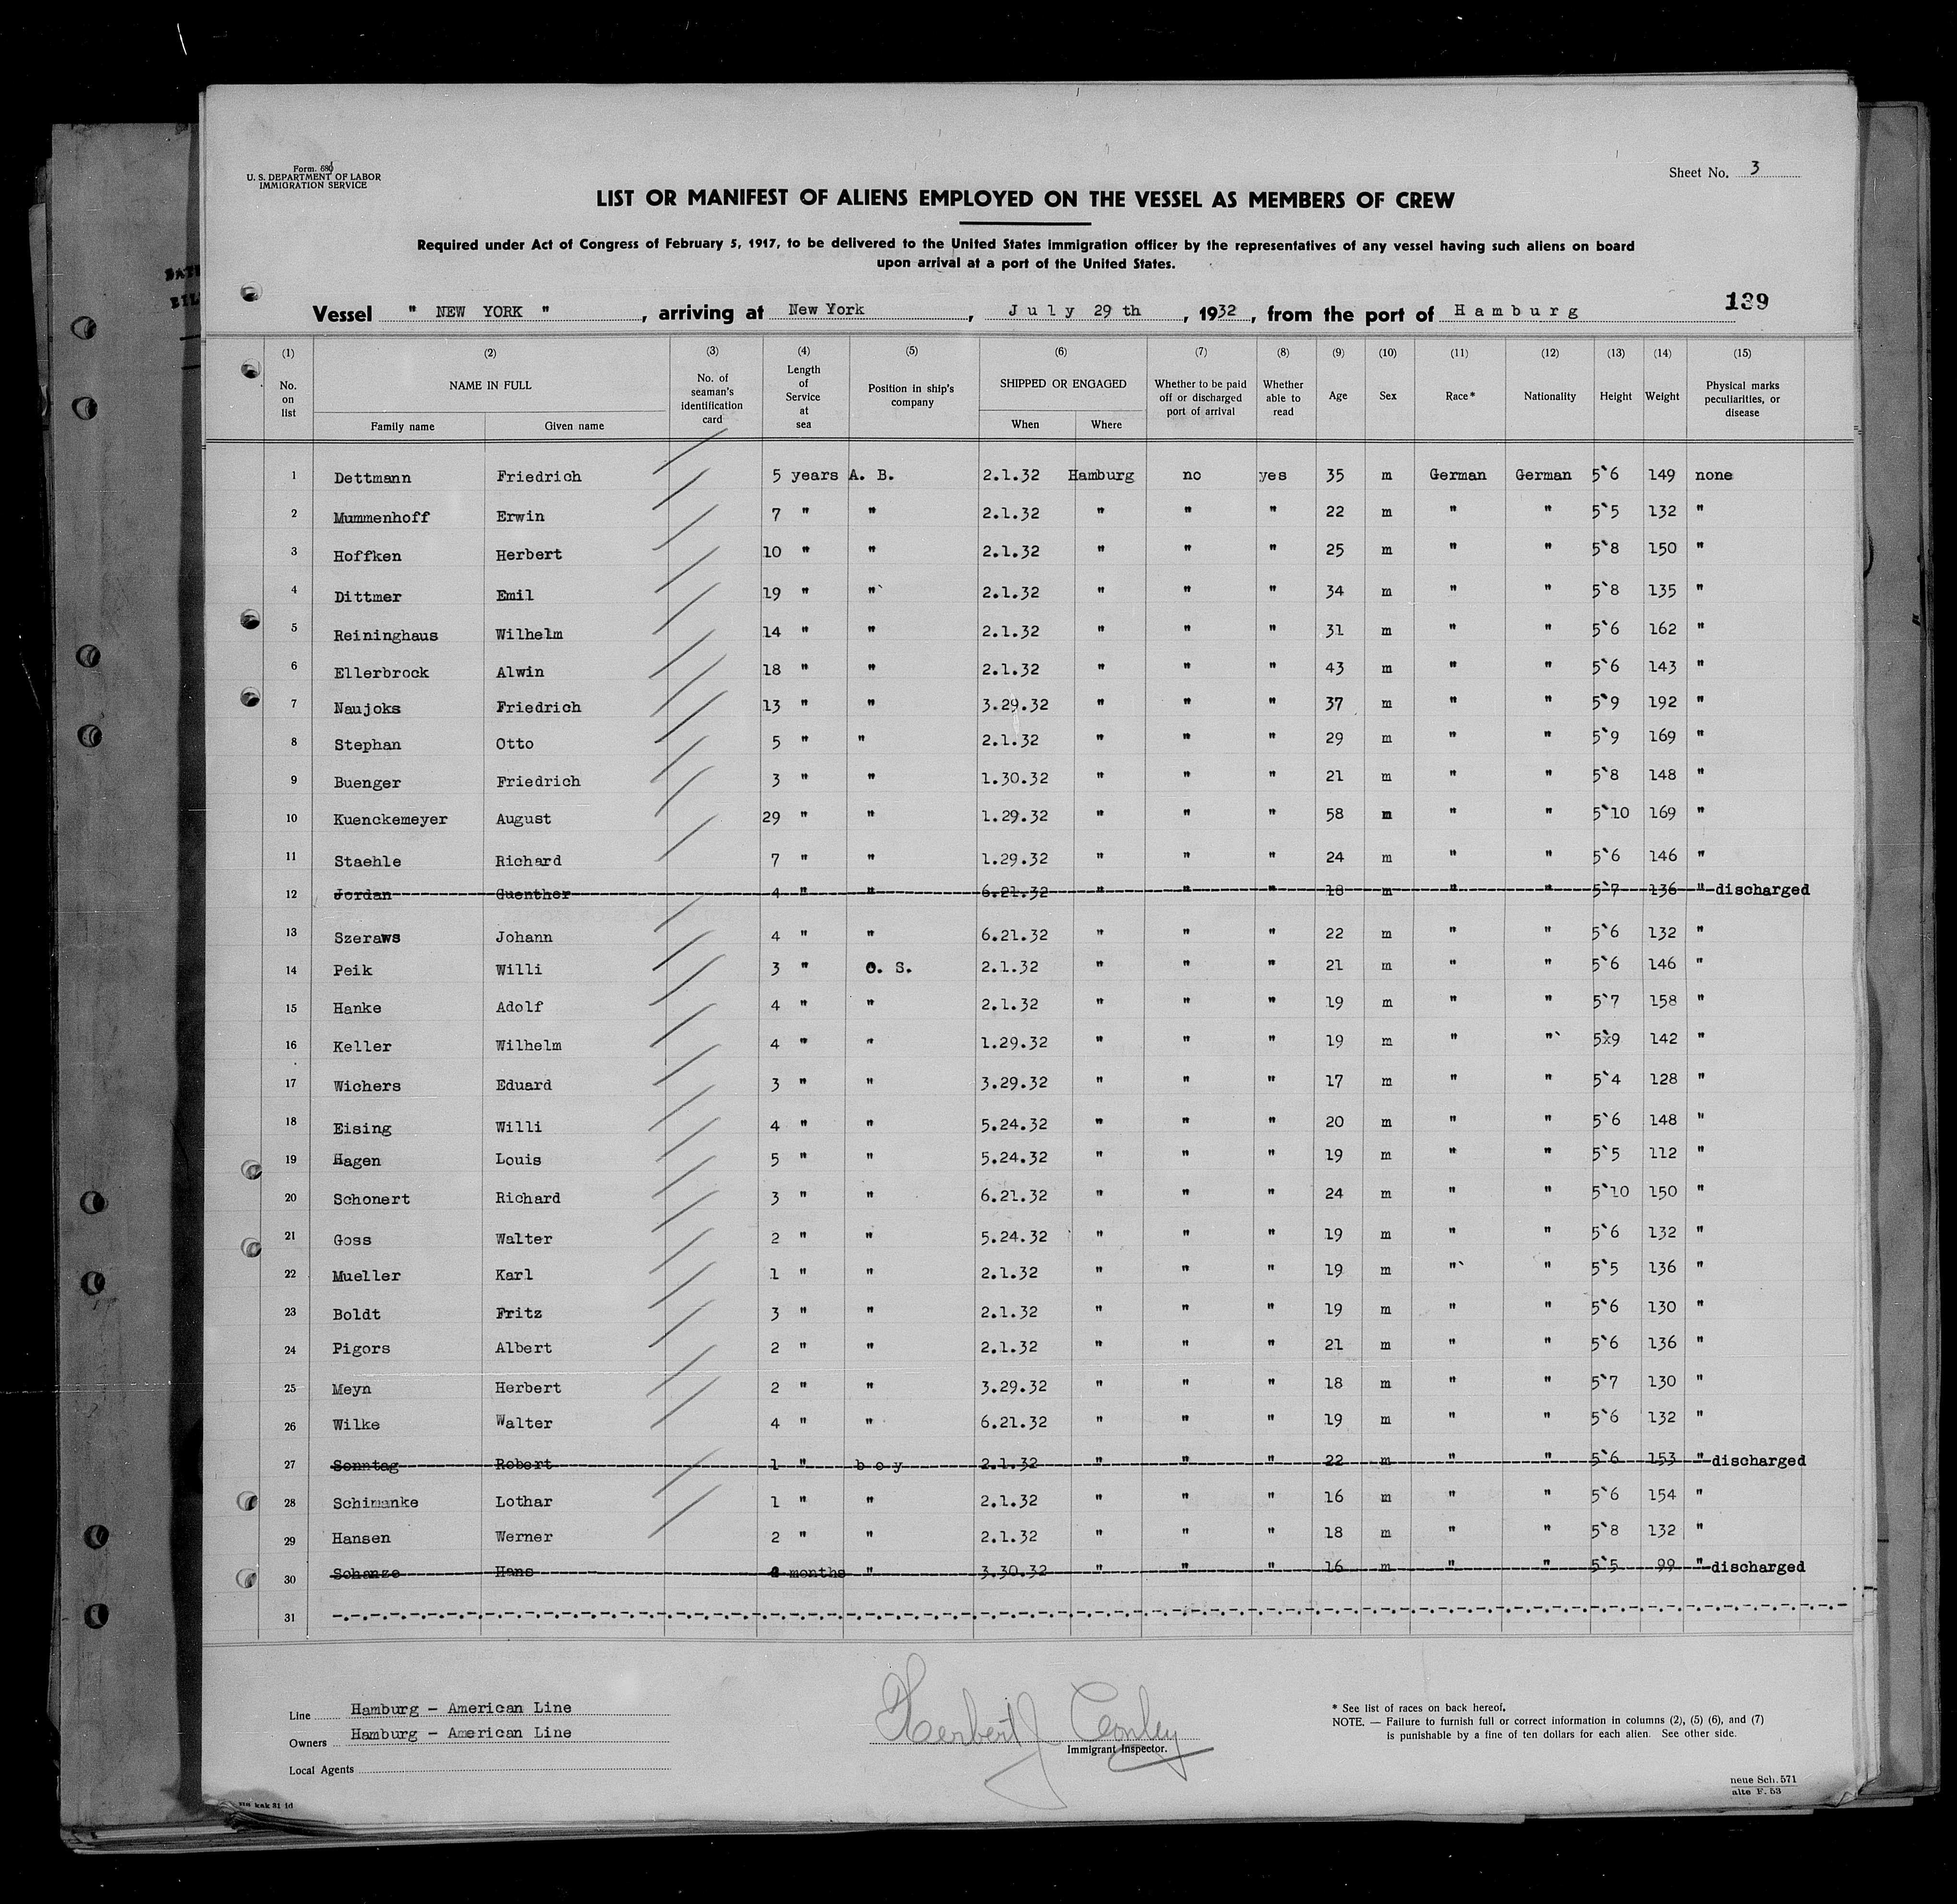 Form. 680
U. S. DEPARTMENT OF LABOR
IMMIGRATION SERVICE
Sheet No. 3
LIST OR MANIFEST OF ALIENS EMPLOYED ON THE VESSEL AS MEMBERS OF CREW
Required under Act of Congress of February 5, 1917, to be delivered to the United States immigration officer by the representatives of any vessel having such aliens on board
upon arrival at a port of the United States.
139
Vessel " NEW YORK " , arriving at New York , July 29 th , 1932 , from the port of Hamburg
(1) (2) (3) (4) (5) (6) (7) (8) (9) (10) (11) (12) (13) (14) (15)
No. on list NAME IN FULL Family name Given name No. of seaman's identification card Length of Service at sea Position in ship's company SHIPPED OR ENGAGED When Where Whether to be paid off or discharged port of arrival Whether able to read Age Sex Race* Nationality Height Weight Physical marks peculiarities, or disease
1 Dettmann Friedrich 5 years A. B. 2.1.32 Hamburg no yes 35 m German German 5`6 149 none
2 Mummenhoff Erwin 7 " " 2.1.32 " " " 22 m " " 5`5 132 "
3 Hoffken Herbert 10 " " 2.1.32 " " " 25 m " " 5`8 150 "
4 Dittmer Emil 19 " "` 2.1.32 " " " 34 m " " 5`8 135 "
5 Reininghaus Wilhelm 14 " " 2.1.32 " " " 31 m " " 5`6 162 "
6 Ellerbrock Alwin 18 " " 2.1.32 " " " 43 m " " 5`6 143 "
7 Naujoks Friedrich 13 " " 3.29.32 " " " 37 m " " 5`9 192 "
8 Stephan Otto 5 " " 2.1.32 " " " 29 m " " 5`9 169 "
9 Buenger Friedrich 3 " " 1.30.32 " " " 21 m " " 5`8 148 "
10 Kuenckemeyer August 29 " " 1.29.32 " " " 58 m " " 5`10 169 "
11 Staehle Richard 7 " " 1.29.32 " " " 24 m " " 5`6 146 "
12 Jordan Guenther 4 " " 6.21.32 " " " 18 m " " 5`7 136 " discharged
13 Szeraws Johann 4 " " 6.21.32 " " " 22 m " " 5`6 132 "
14 Peik Willi 3 " O. S. 2.1.32 " " " 21 m " " 5`6 146 "
15 Hanke Adolf 4 " " 2.1.32 " " " 19 m " " 5`7 158 "
16 Keller Wilhelm 4 " " 1.29.32 " " " 19 m " "` 5`9 142 "
17 Wichers Eduard 3 " " 3.29.32 " " " 17 m " " 5`4 128 "
18 Eising Willi 4 " " 5.24.32 " " " 20 m " " 5`6 148 "
19 Hagen Louis 5 " " 5.24.32 " " " 19 m " " 5`5 112 "
20 Schonert Richard 3 " " 6.21.32 " " " 24 m " " 5`10 150 "
21 Goss Walter 2 " " 5.24.32 " " " 19 m " " 5`6 132 "
22 Mueller Karl 1 " " 2.1.32 " " " 19 m "` " 5`5 136 "
23 Boldt Fritz 3 " " 2.1.32 " " " 19 m " " 5`6 130 "
24 Pigors Albert 2 " " 2.1.32 " " " 21 m " " 5`6 136 "
25 Meyn Herbert 2 " " 3.29.32 " " " 18 m " " 5`7 130 "
26 Wilke Walter 4 " " 6.21.32 " " " 19 m " " 5`6 132 "
27 Sonntag Robert 1 " boy 2.1.32 " " " 22 m " " 5`6 153 " discharged
28 Schimanke Lothar 1 " " 2.1.32 " " " 16 m " " 5`6 154 "
29 Hansen Werner 2 " " 2.1.32 " " " 18 m " " 5`8 132 "
30 Schanze Hans months " 3.30.32 " " " 16 m " " 5`5 99 " discharged
31
Line Hamburg - American Line
Owners Hamburg - American Line
Local Agents
Herbert J Conley
Immigrant Inspector.
* See list of races on back hereof.
NOTE. — Failure to furnish full or correct information in columns (2), (5) (6), and (7)
is punishable by a fine of ten dollars for each alien. See other side.
neue Sch. 571
alte F. 53